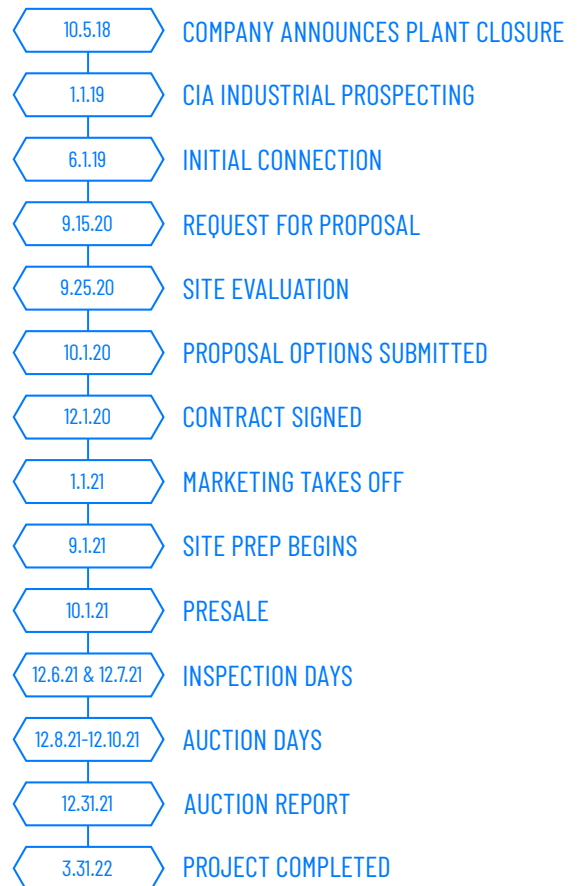 10.5.18 COMPANY ANNOUNCES PLANT CLOSURE
1.1.19 CIA INDUSTRIAL PROSPECTING
6.1.19 INITIAL CONNECTION
9.15.20 REQUEST FOR PROPOSAL
9.25.20 SITE EVALUATION
10.1.20 PROPOSAL OPTIONS SUBMITTED
12.1.20 CONTRACT SIGNED
1.1.21 MARKETING TAKES OFF
9.1.21 SITE PREP BEGINS
10.1.21 PRESALE
12.6.21 & 12.7.21 INSPECTION DAYS
12.8.21-12.10.21 AUCTION DAYS
12.31.21 AUCTION REPORT
3.31.22 PROJECT COMPLETED